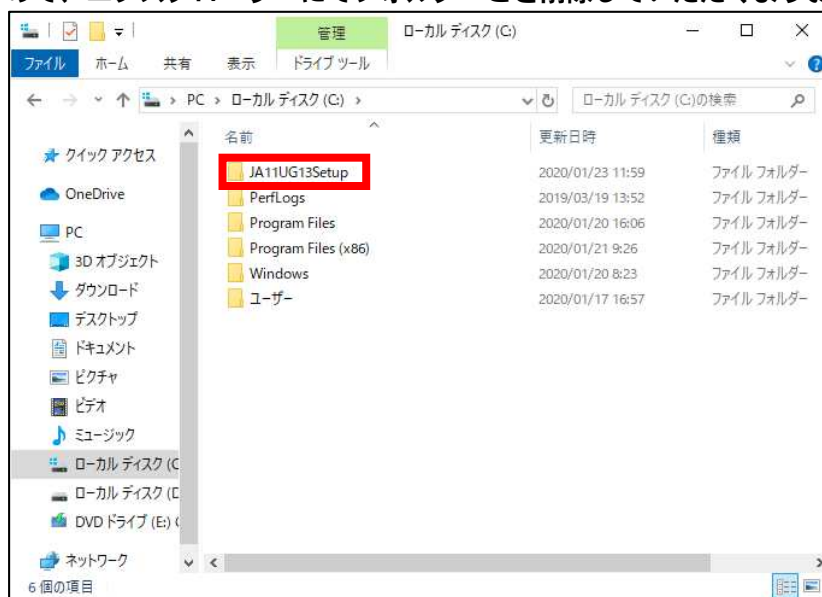 管理
ローカル ディスク (C:)
ファイル ホーム 共有 表示 ドライブ ツール
PC › ローカル ディスク (C:) ›
ローカル ディスク (C:)の検索
名前 更新日時 種類
クイック アクセス
OneDrive
PC
3D オブジェクト
ダウンロード
デスクトップ
ドキュメント
ピクチャ
ビデオ
ミュージック
ローカル ディスク (C
ローカル ディスク (D
DVD ドライブ (E:)
ネットワーク
JA11UG13Setup 2020/01/23 11:59 ファイル フォルダー
PerfLogs 2019/03/19 13:52 ファイル フォルダー
Program Files 2020/01/20 16:06 ファイル フォルダー
Program Files (x86) 2020/01/21 9:26 ファイル フォルダー
Windows 2020/01/20 8:23 ファイル フォルダー
ユーザー 2020/01/17 16:57 ファイル フォルダー
6 個の項目